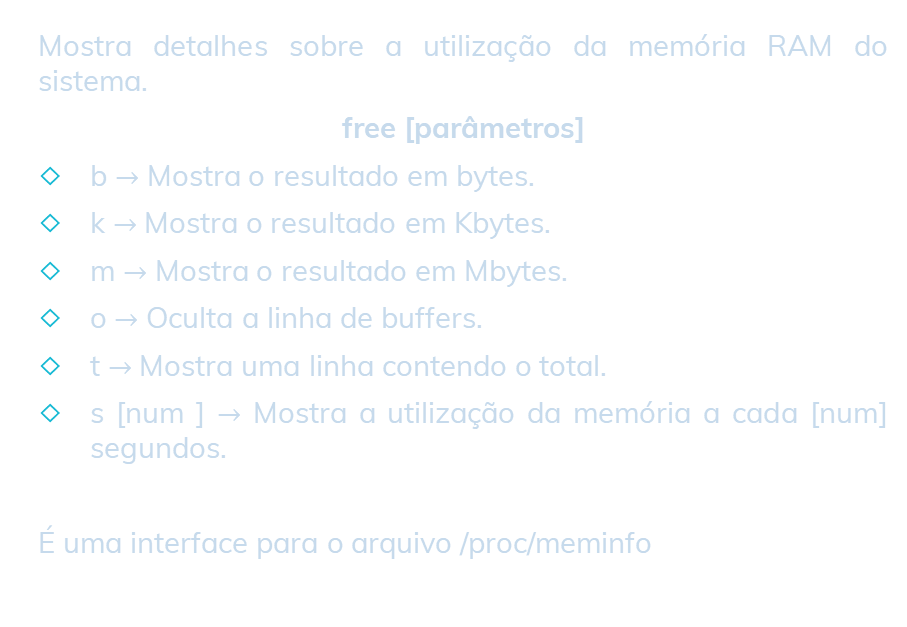 Mostra detalhes sobre a utilização da memória RAM do
sistema.
free [parâmetros]
b → Mostra o resultado em bytes.
k → Mostra o resultado em Kbytes.
m → Mostra o resultado em Mbytes.
o → Oculta a linha de buffers.
t → Mostra uma linha contendo o total.
s [num ] → Mostra a utilização da memória a cada [num]
segundos.
É uma interface para o arquivo /proc/meminfo